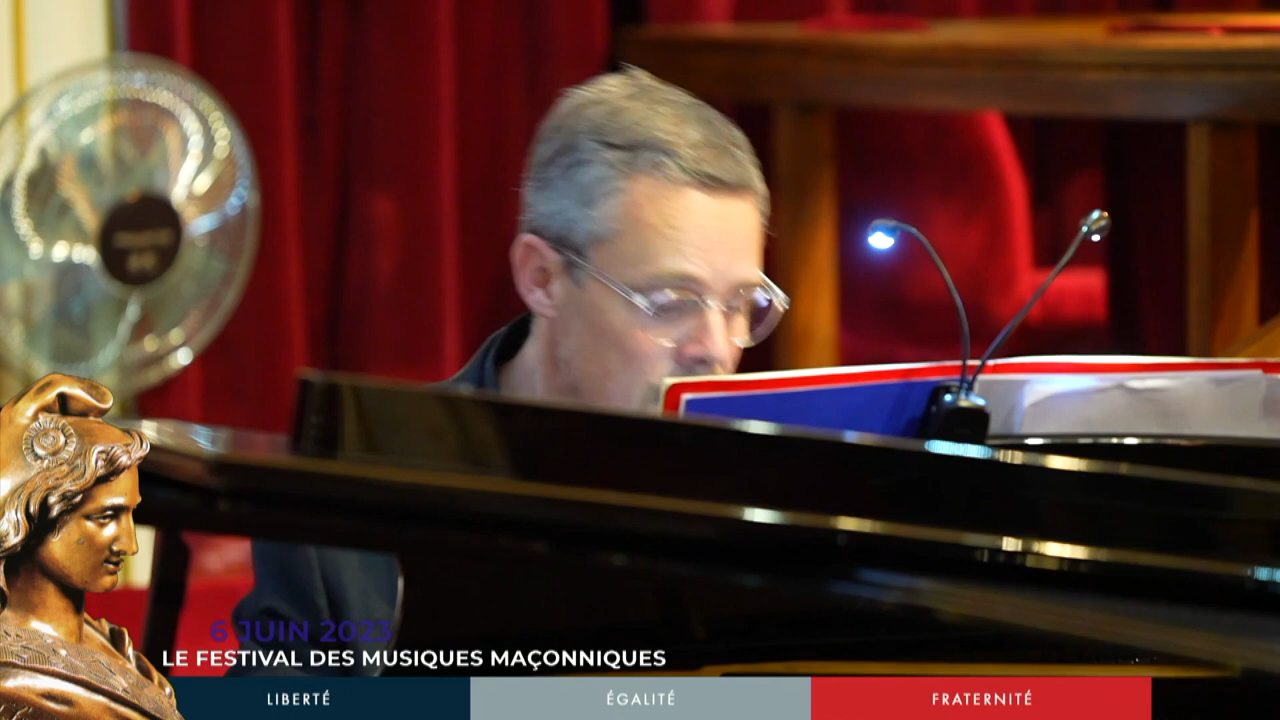 6 JUIN 2023
LE FESTIVAL DES MUSIQUES MAÇONNIQUES
LIBERTÉ ÉGALITÉ FRATERNITÉ